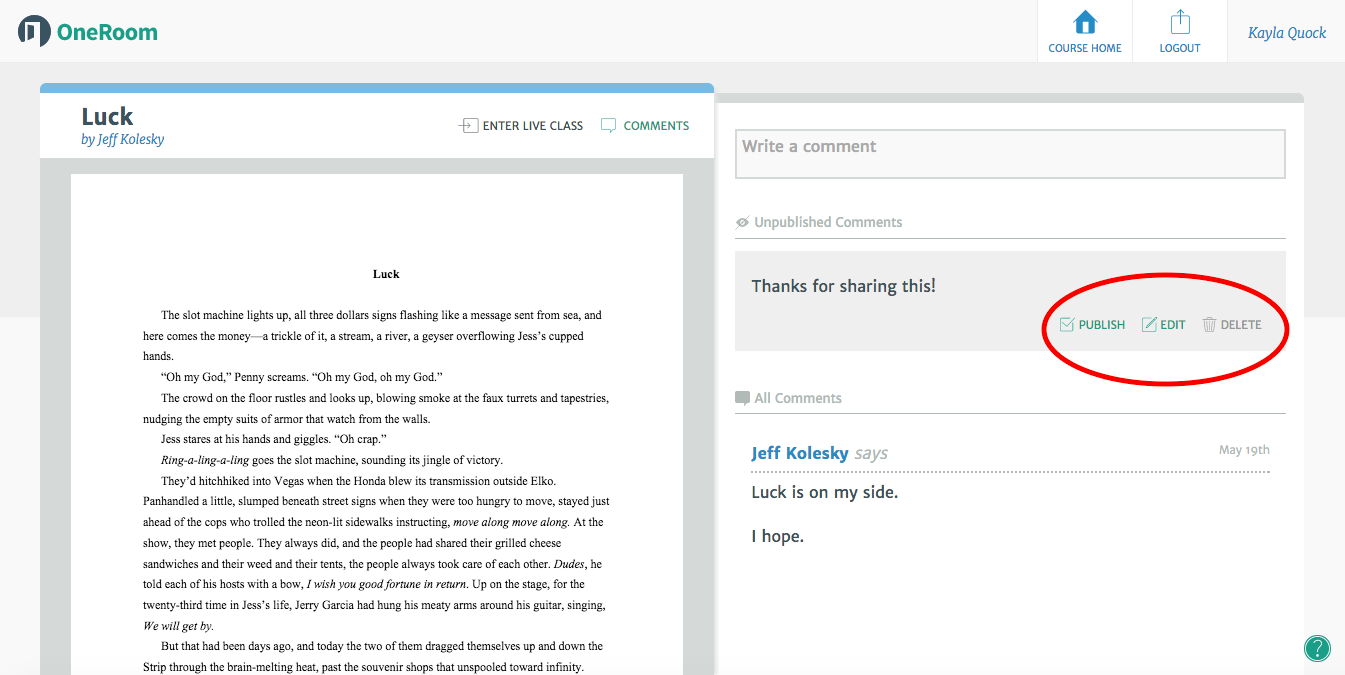 OneRoom
COURSE HOME
LOGOUT
Kayla Quock
Luck
by Jeff Kolesky
ENTER LIVE CLASS
COMMENTS
Luck
The slot machine lights up, all three dollars signs flashing like a message sent from sea, and
here comes the money—a trickle of it, a stream, a river, a geyser overflowing Jess's cupped
hands.
“Oh my God,” Penny screams. “Oh my God, oh my God.”
The crowd on the floor rustles and looks up, blowing smoke at the faux turrets and tapestries,
nudging the empty suits of armor that watch from the walls.
Jess stares at his hands and giggles. “Oh crap.”
Ring-a-ling-a-ling goes the slot machine, sounding its jingle of victory.
They'd hitchhiked into Vegas when the Honda blew its transmission outside Elko.
Panhandled a little, slumped beneath street signs when they were too hungry to move, stayed just
ahead of the cops who trolled the neon-lit sidewalks instructing, move along move along. At the
show, they met people. They always did, and the people had shared their grilled cheese
sandwiches and their weed and their tents, the people always took care of each other. Dudes, he
told each of his hosts with a bow, I wish you good fortune in return. Up on the stage, for the
twenty-third time in Jess's life, Jerry Garcia had hung his meaty arms around his guitar, singing,
We will get by.
But that had been days ago, and today the two of them dragged themselves up and down the
Strip through the brain-melting heat, past the souvenir shops that unspooled toward infinity.
Write a comment
Unpublished Comments
Thanks for sharing this!
PUBLISH
EDIT
DELETE
All Comments
Jeff Kolesky says
May 19th
Luck is on my side.
I hope.
?